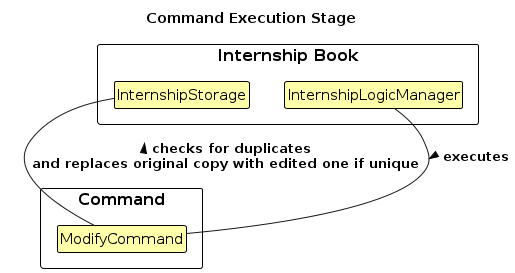 Command Execution Stage
Internship Book
InternshipStorage
InternshipLogicManager
checks for duplicates
and replaces original copy with edited one if unique
executes
Command
ModifyCommand